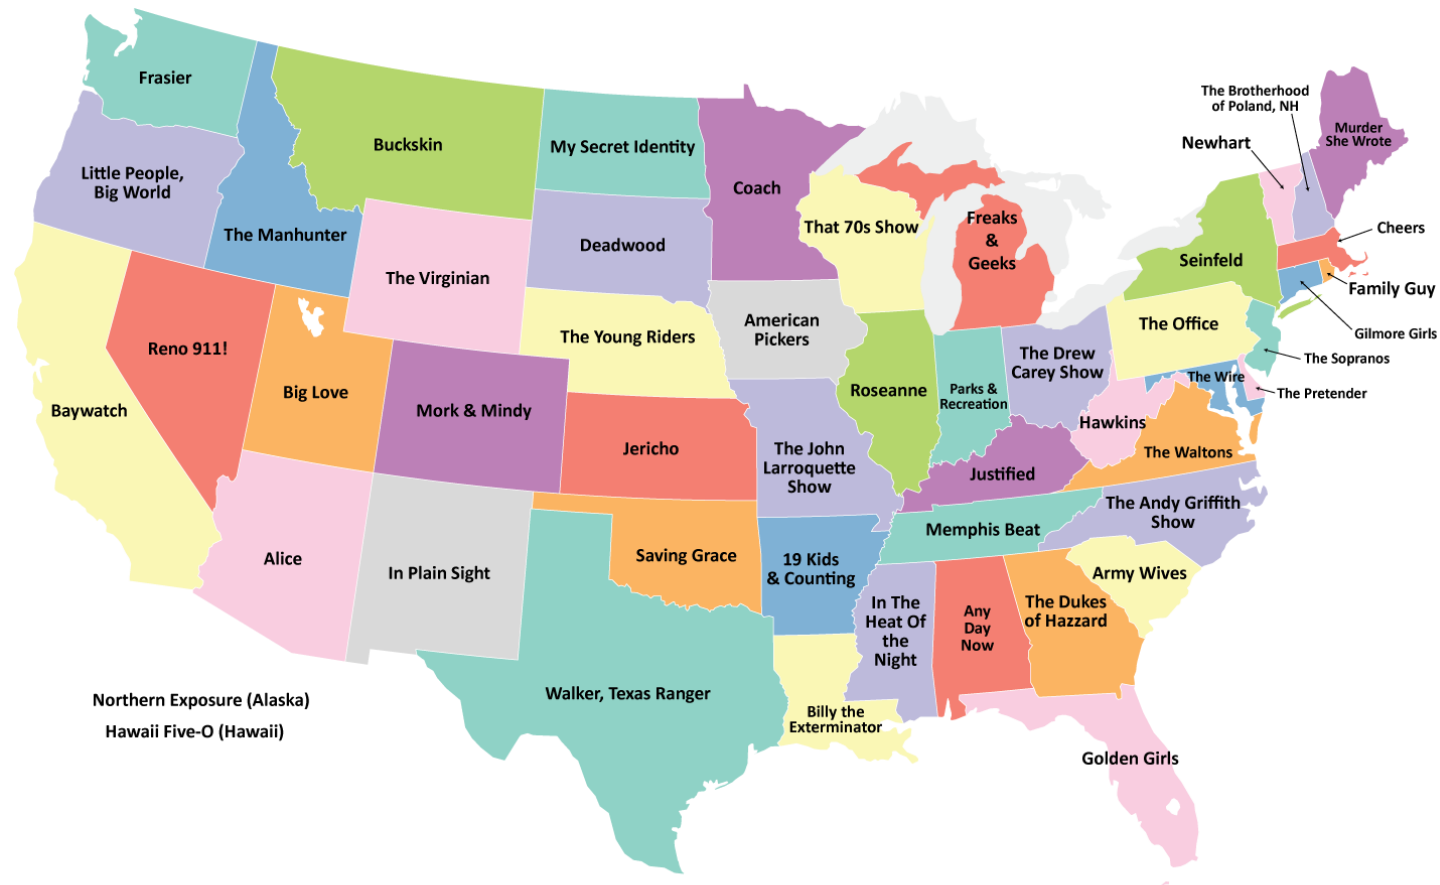 Frasier
Little People,
Big World
The Manhunter
Buckskin
My Secret Identity
Coach
That 70s Show
Freaks
&
Geeks
The Brotherhood
of Poland, NH
Newhart
Murder
She Wrote
Cheers
Seinfeld
Family Guy
Gilmore Girls
The Sopranos
The Pretender
The Wire
The Office
Baywatch
Reno 911!
Big Love
The Virginian
Deadwood
The Young Riders
American
Pickers
Roseanne
Parks &
Recreation
The Drew
Carey Show
Hawkins
The Waltons
Mork & Mindy
Jericho
The John
Larroquette
Show
Justified
The Andy Griffith
Show
Memphis Beat
Alice
In Plain Sight
Saving Grace
19 Kids
& Counting
Army Wives
In The
Heat Of
the
Night
Any
Day
Now
The Dukes
of Hazzard
Walker, Texas Ranger
Billy the
Exterminator
Golden Girls
Northern Exposure (Alaska)
Hawaii Five-O (Hawaii)